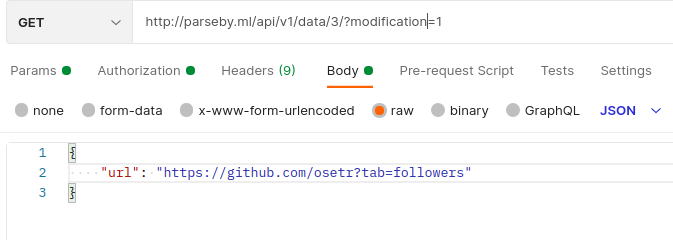 GET http://parseby.ml/api/v1/data/3/?modification=1
Params Authorization Headers (9) Body Pre-request Script Tests Settings
none form-data x-www-form-urlencoded raw binary GraphQL JSON
1 {
2 ····"url":·"https://github.com/osetr?tab=followers"
3 }